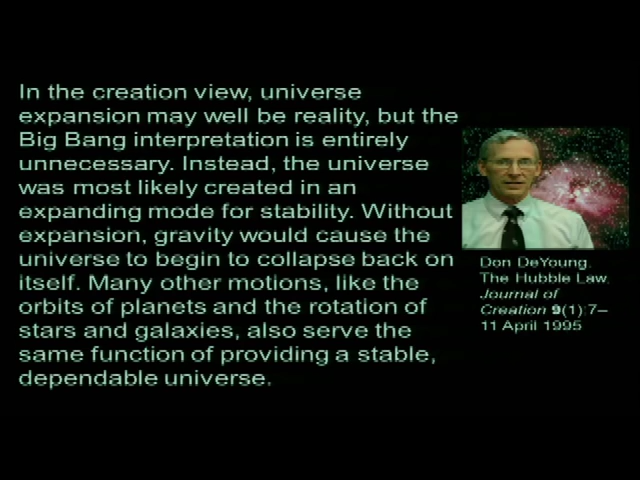 In the creation view, universe
expansion may well be reality, but the
Big Bang interpretation is entirely
unnecessary. Instead, the universe
was most likely created in an
expanding mode for stability. Without
expansion, gravity would cause the
universe to begin to collapse back on
itself. Many other motions, like the
orbits of planets and the rotation of
stars and galaxies, also serve the
same function of providing a stable,
dependable universe.
Don DeYoung.
The Hubble Law.
Journal of
Creation 9(1):7–
11 April 1995